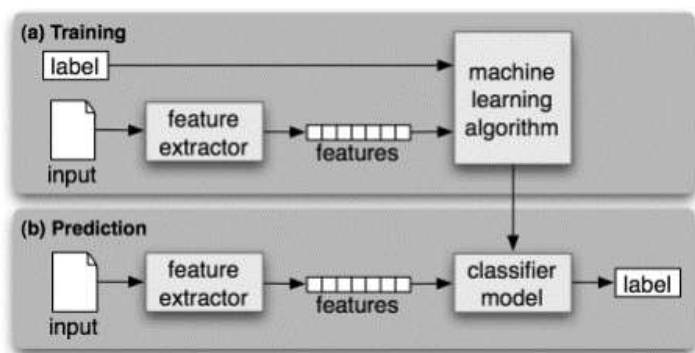 (a) Training
label
machine
learning
algorithm
feature
extractor
features
input
(b) Prediction
feature
extractor
features
classifier
model
label
input